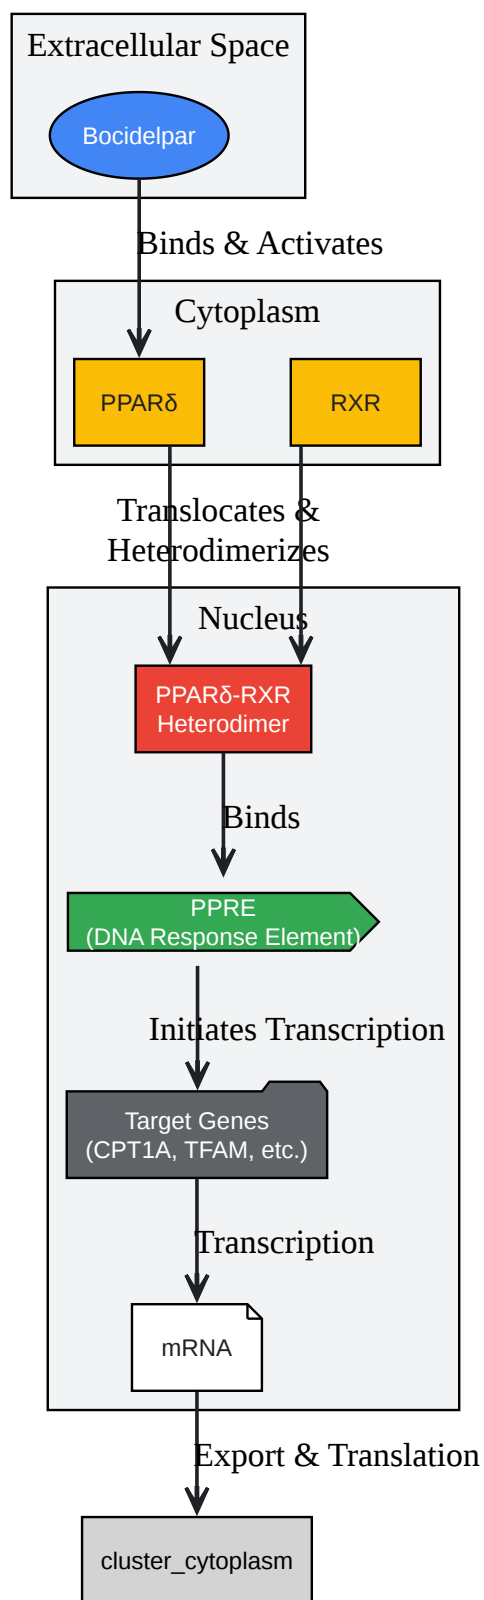 Extracellular Space
Bocidelpar
Binds & Activates
Cytoplasm
PPARδ
RXR
Translocates &
Heterodimerizes
Nucleus
PPARδ-RXR
Heterodimer
Binds
PPRE
(DNA Response Element)
Initiates Transcription
Target Genes
(CPT1A, TFAM, etc.)
Transcription
mRNA
Export & Translation
cluster_cytoplasm